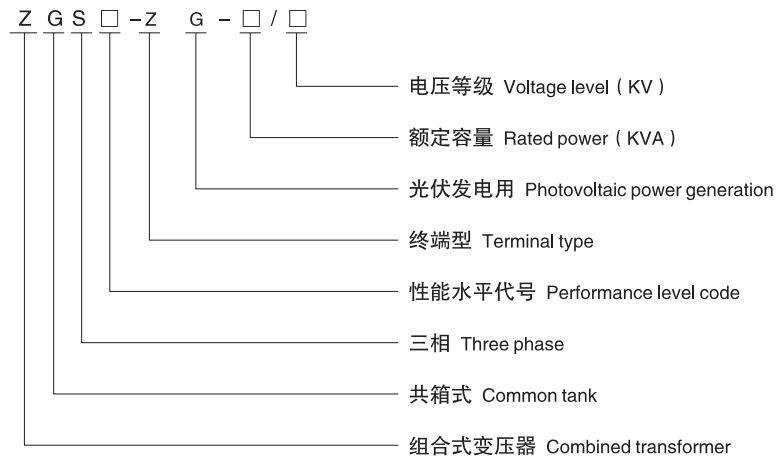 Z G S □ -Z G - □ / □
电压等级 Voltage level ( KV )
额定容量 Rated power ( KVA )
光伏发电用 Photovoltaic power generation
终端型 Terminal type
性能水平代号 Performance level code
三相 Three phase
共箱式 Common tank
组合式变压器 Combined transformer